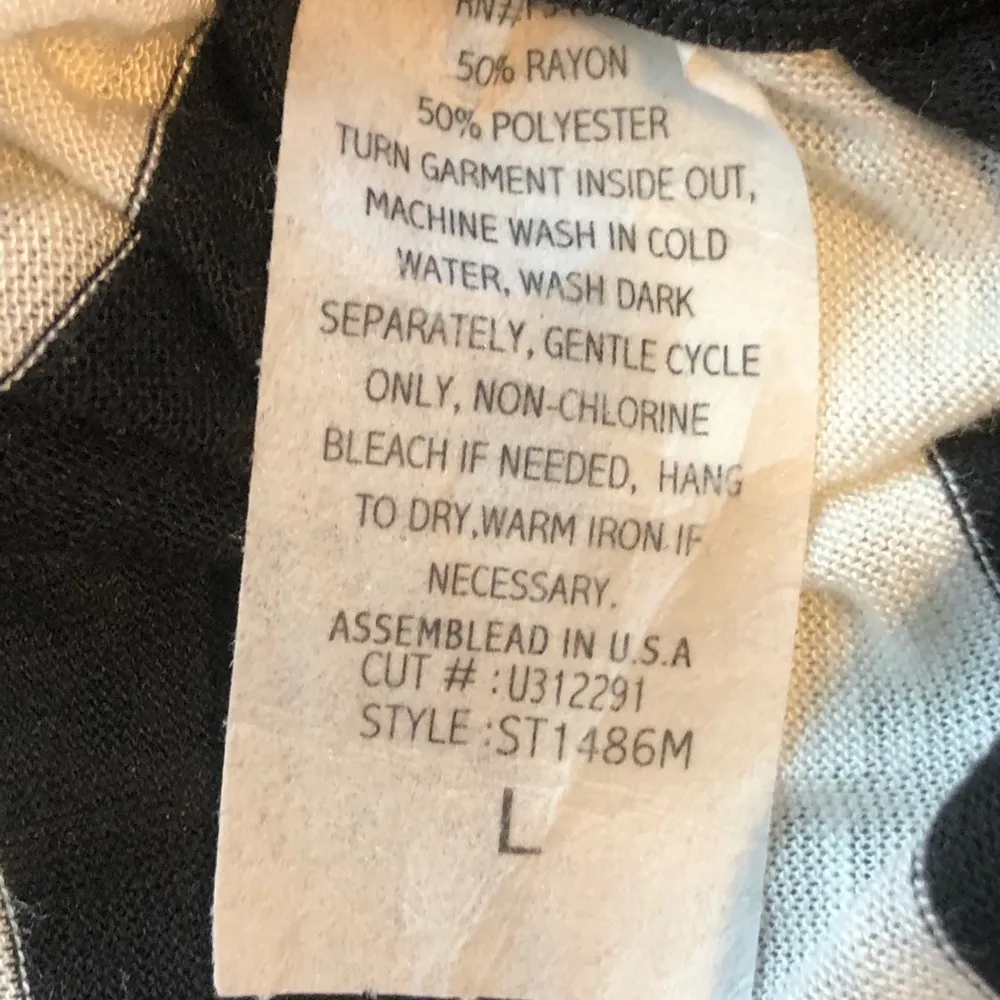 50% RAYON
50% POLYESTER
TURN GARMENT INSIDE OUT,
MACHINE WASH IN COLD
WATER, WASH DARK
SEPARATELY, GENTLE CYCLE
ONLY, NON-CHLORINE
BLEACH IF NEEDED, HANG
TO DRY,WARM IRON IF
NECESSARY.
ASSEMBLEAD IN U.S.A
CUT # :U312291
STYLE :ST1486M
L